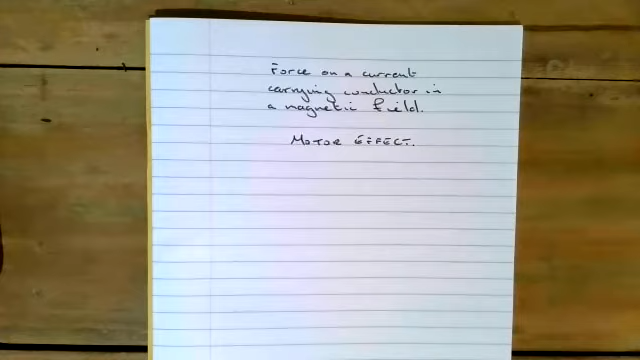 Force on a current
carrying conductor in
a magnetic field.
MOTOR EFFECT.